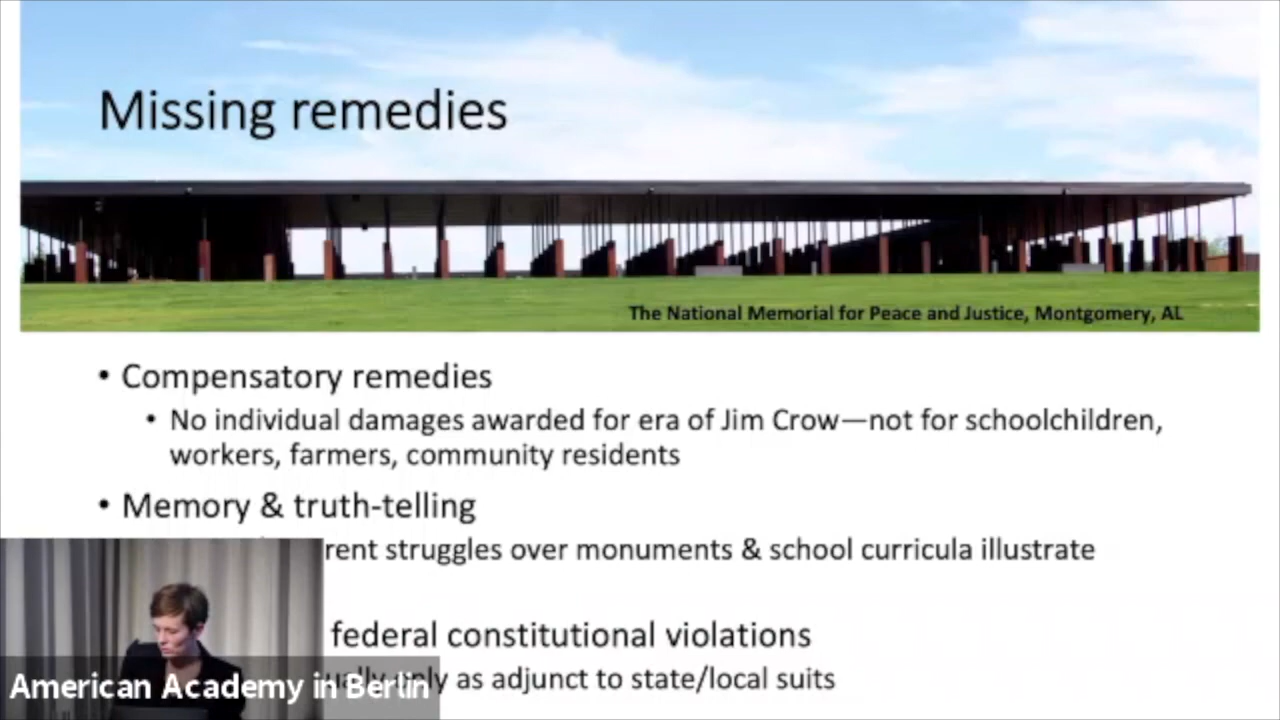 Missing remedies
The National Memorial for Peace and Justice, Montgomery, AL
• Compensatory remedies
• No individual damages awarded for era of Jim Crow—not for schoolchildren,
workers, farmers, community residents
• Memory & truth-telling
struggles over monuments & school curricula illustrate
federal constitutional violations
only as adjunct to state/local suits
American Academy in Berlin